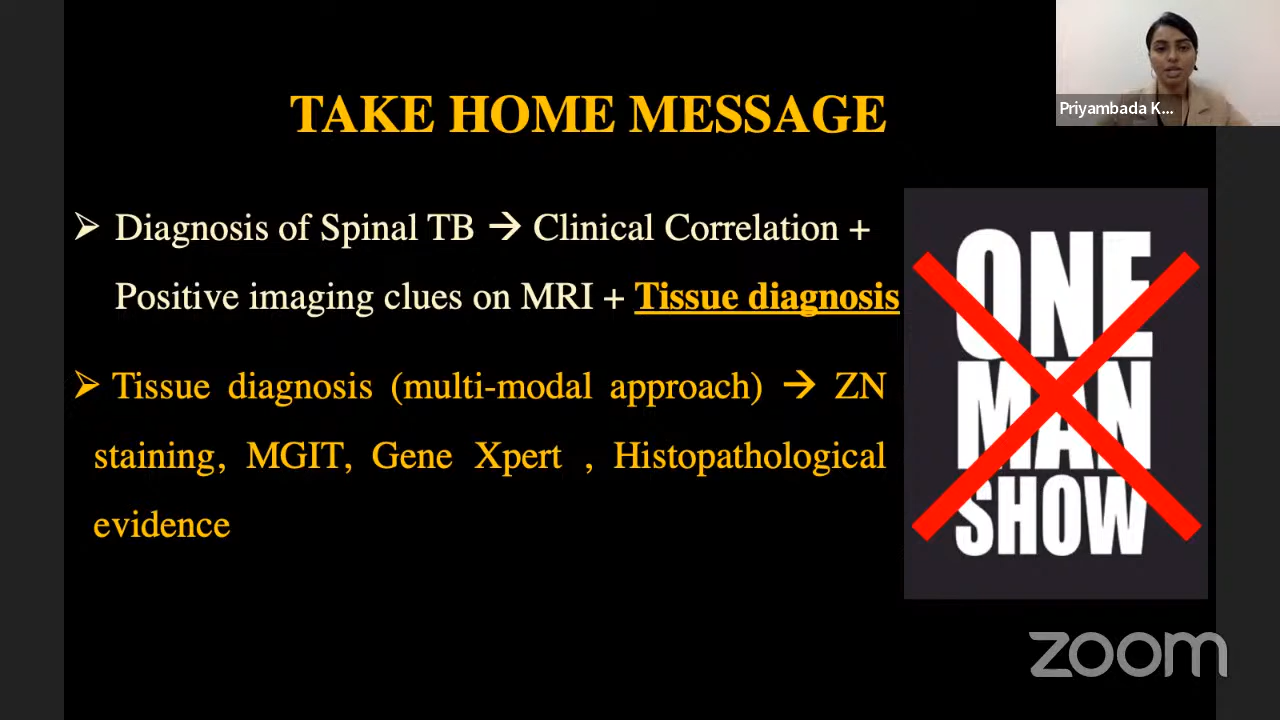 Priyambada K...
TAKE HOME MESSAGE
➢ Diagnosis of Spinal TB → Clinical Correlation +
Positive imaging clues on MRI + Tissue diagnosis
➢ Tissue diagnosis (multi-modal approach) → ZN
staining, MGIT, Gene Xpert , Histopathological
evidence
ONE
MAN
SHOW
zoom